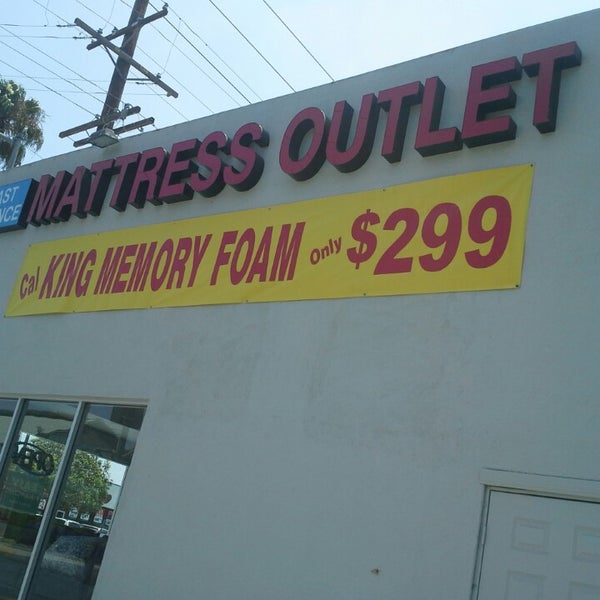 MATTRESS OUTLET
Cal KING MEMORY FOAM only $299